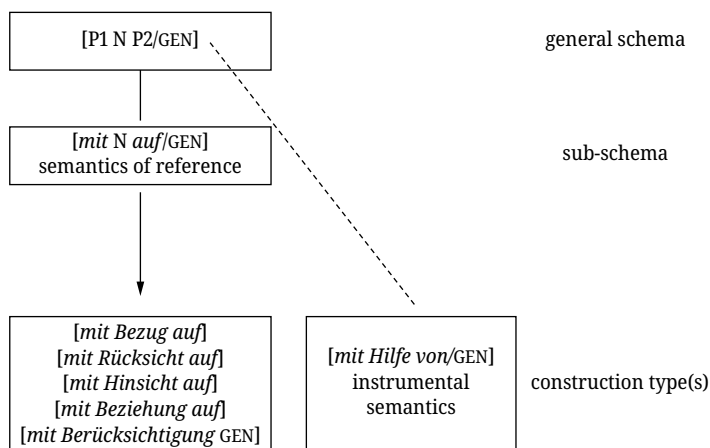 [P1 N P2/GEN]
general schema
[mit N auf/GEN]
semantics of reference
sub-schema
[mit Bezug auf]
[mit Rücksicht auf]
[mit Hinsicht auf]
[mit Beziehung auf]
[mit Berücksichtigung GEN]
[mit Hilfe von/GEN]
instrumental
semantics
construction type(s)